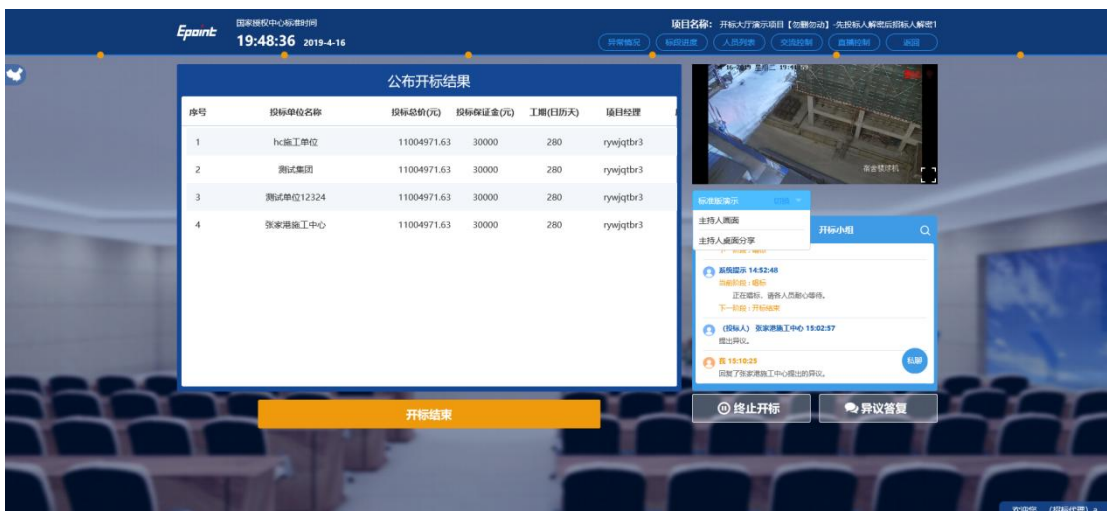 Epoint
国家授权中心标准时间
19:48:36 2019-4-16
项目名称： 开标大厅演示项目【勿删勿动】-先投标人解密后招标人解密1
异常情况 标段进度 人员列表 交流控制 直播控制 返回
公布开标结果
序号 投标单位名称 投标总价(元) 投标保证金(元) 工期(日历天) 项目经理
1 hc施工单位 11004971.63 30000 280 rywjqtbr3
2 测试集团 11004971.63 30000 280 rywjqtbr3
3 测试单位12324 11004971.63 30000 280 rywjqtbr3
4 张家港施工中心 11004971.63 30000 280 rywjqtbr3
开标结束
标准版演示 切换
主持人画面
主持人桌面分享
开标小组
系统提示 14:52:48
当前阶段：唱标
正在唱标，请各人员耐心等待。
下一阶段：开标结束
(投标人) 张家港施工中心 15:02:57
提出异议。
我 15:10:25
回复了张家港施工中心提出的异议。
私聊
终止开标
异议答复